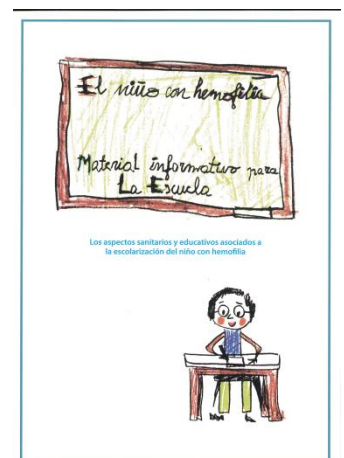 El niño con hemofilia
Material informativo para
La Escuela
Los aspectos sanitarios y educativos asociados a
la escolarización del niño con hemofilia